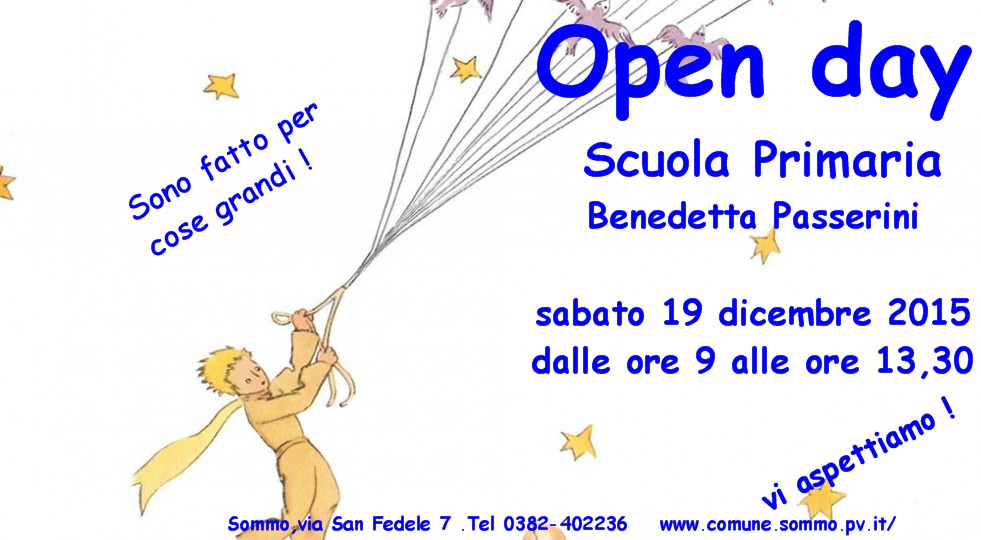 Open day
Scuola Primaria
Benedetta Passerini
Sono fatto per
cose grandi !
sabato 19 dicembre 2015
dalle ore 9 alle ore 13,30
vi aspettiamo !
Sommo,via San Fedele 7 .Tel 0382-402236 www.comune.sommo.pv.it/